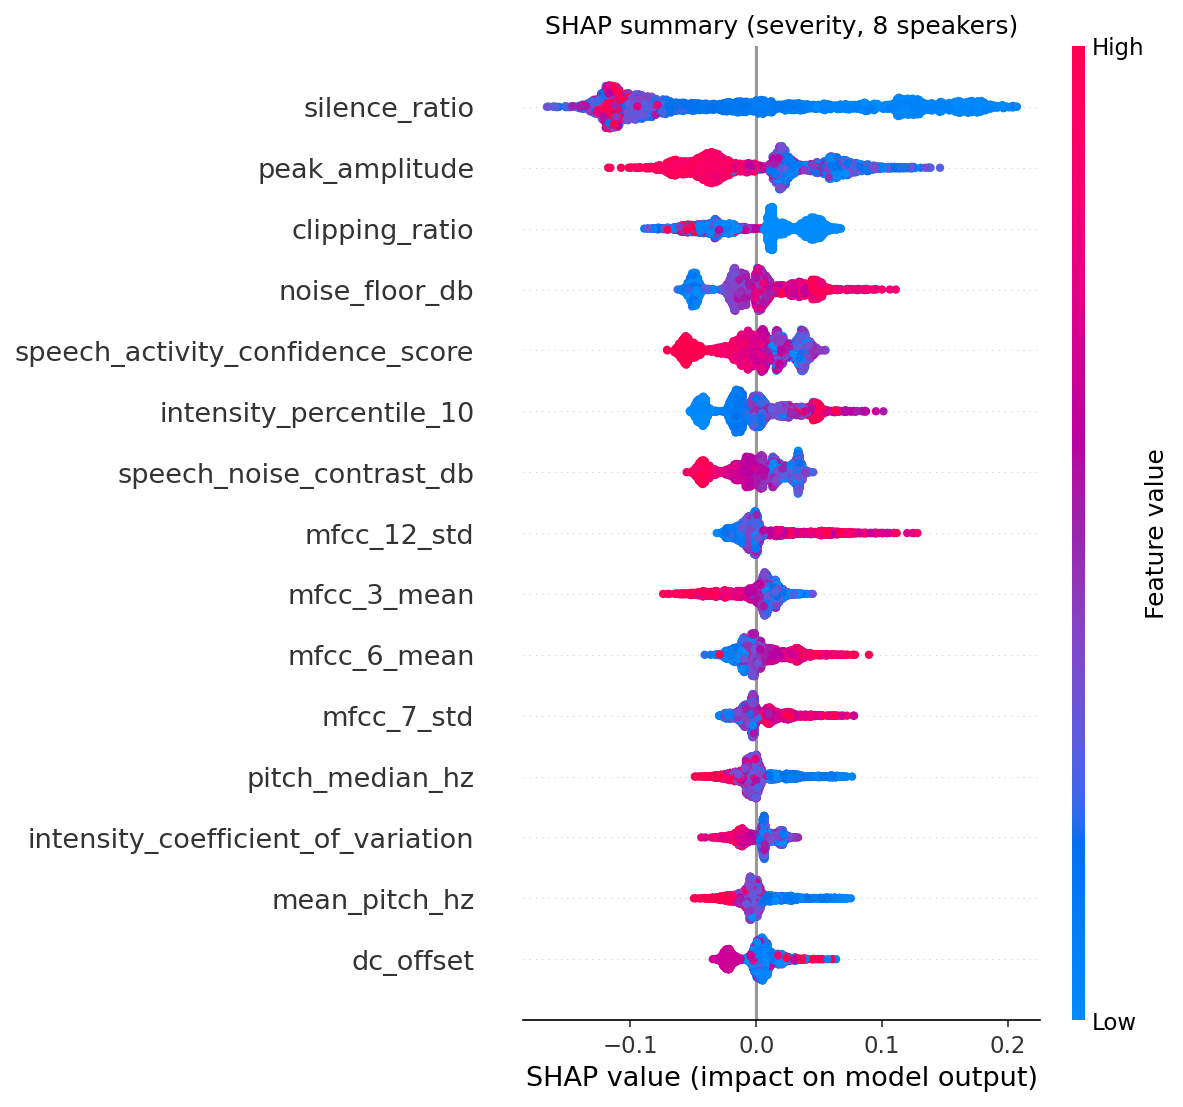 SHAP summary (severity, 8 speakers)
High
silence_ratio
peak_amplitude
clipping_ratio
noise_floor_db
speech_activity_confidence_score
intensity_percentile_10
speech_noise_contrast_db
mfcc_12_std
mfcc_3_mean
mfcc_6_mean
mfcc_7_std
pitch_median_hz
intensity_coefficient_of_variation
mean_pitch_hz
dc_offset
Feature value
Low
−0.1 0.0 0.1 0.2
SHAP value (impact on model output)